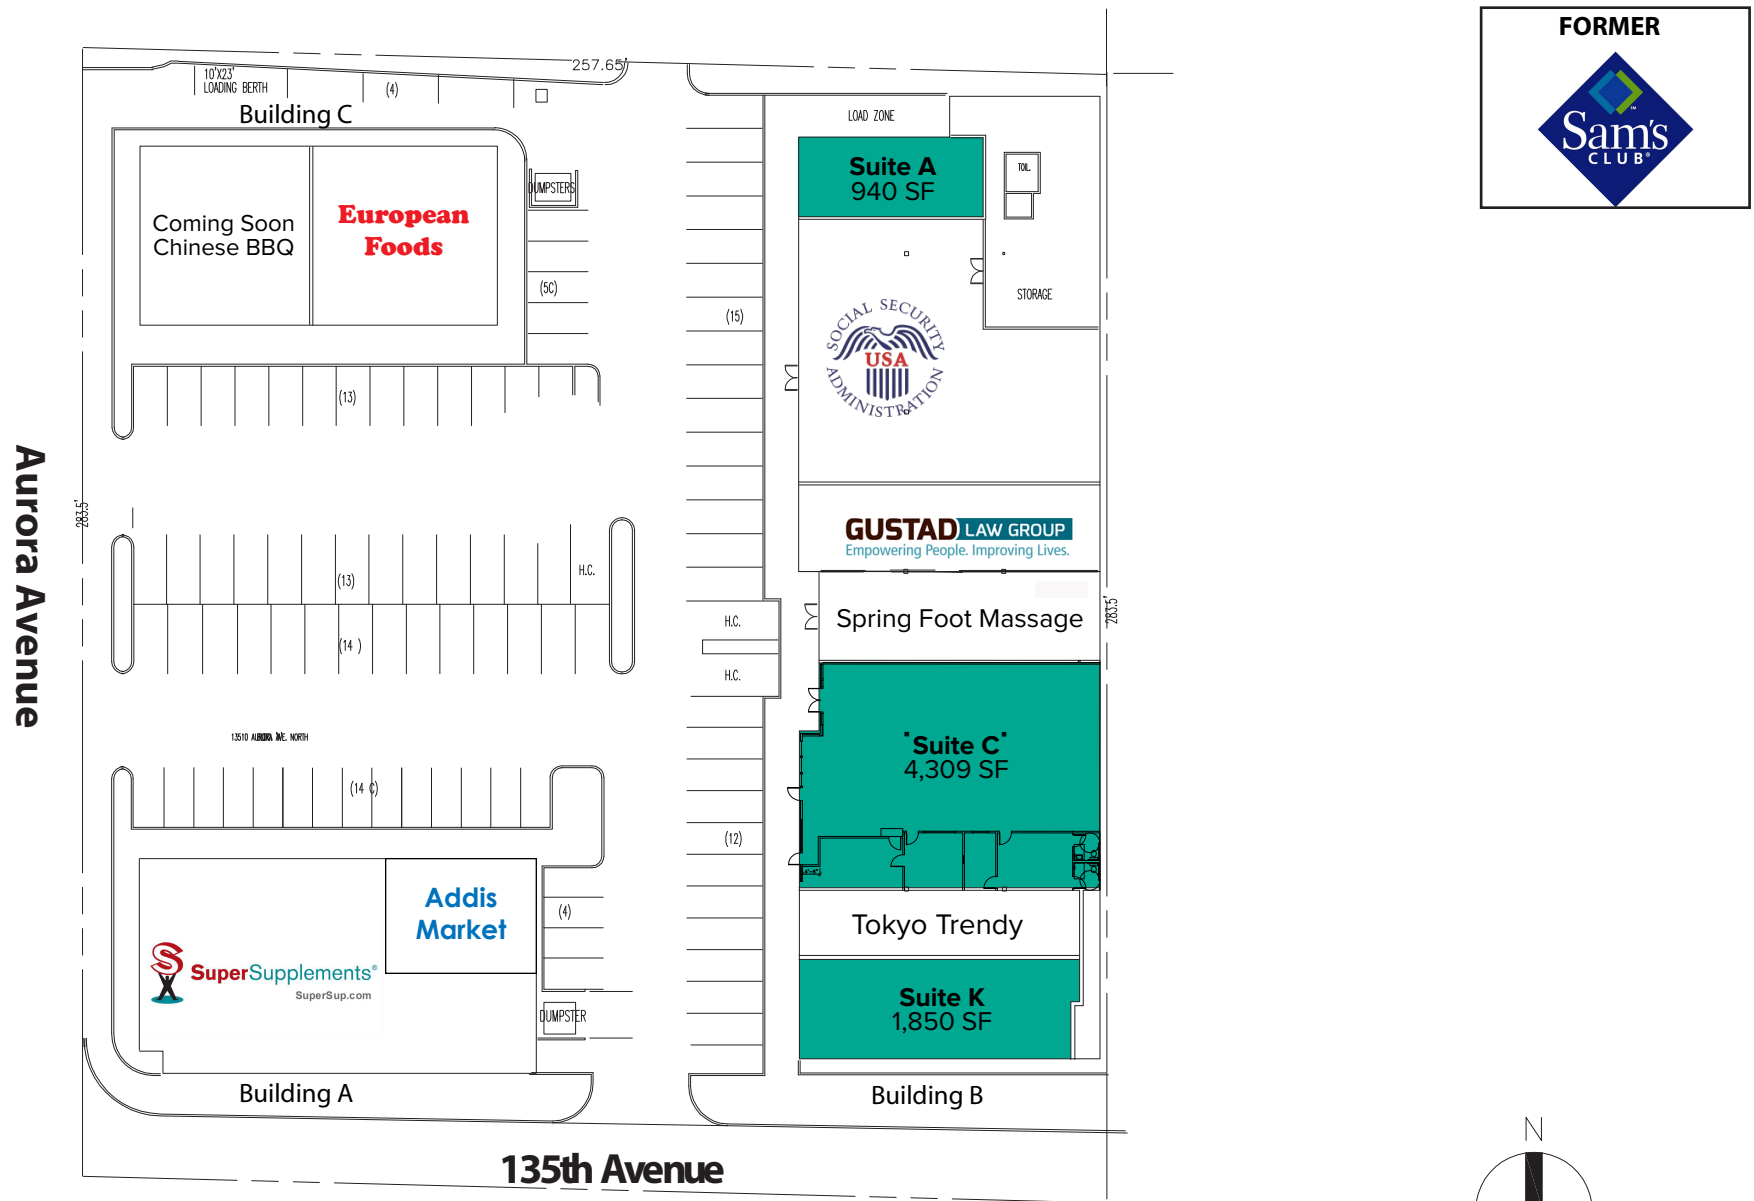 FORMER
Sam's
CLUB®
257.65'
10'X23'
LOADING BERTH
(4)
Building C
LOAD ZONE
Suite A
940 SF
TOIL.
DUMPSTERS
Coming Soon
Chinese BBQ
European
Foods
(5C)
(15)
STORAGE
SOCIAL SECURITY
USA
ADMINISTRATION
(13)
Aurora Avenue
283.5'
GUSTAD LAW GROUP
Empowering People. Improving Lives.
(13)
H.C.
Spring Foot Massage
283.5'
H.C.
(14 )
H.C.
13510 AURORA AVE. NORTH
Suite C
4,309 SF
(14 C)
(12)
Addis
Market
(4)
Tokyo Trendy
S
SuperSupplements®
SuperSup.com
Suite K
1,850 SF
DUMPSTER
Building A
Building B
N
135th Avenue